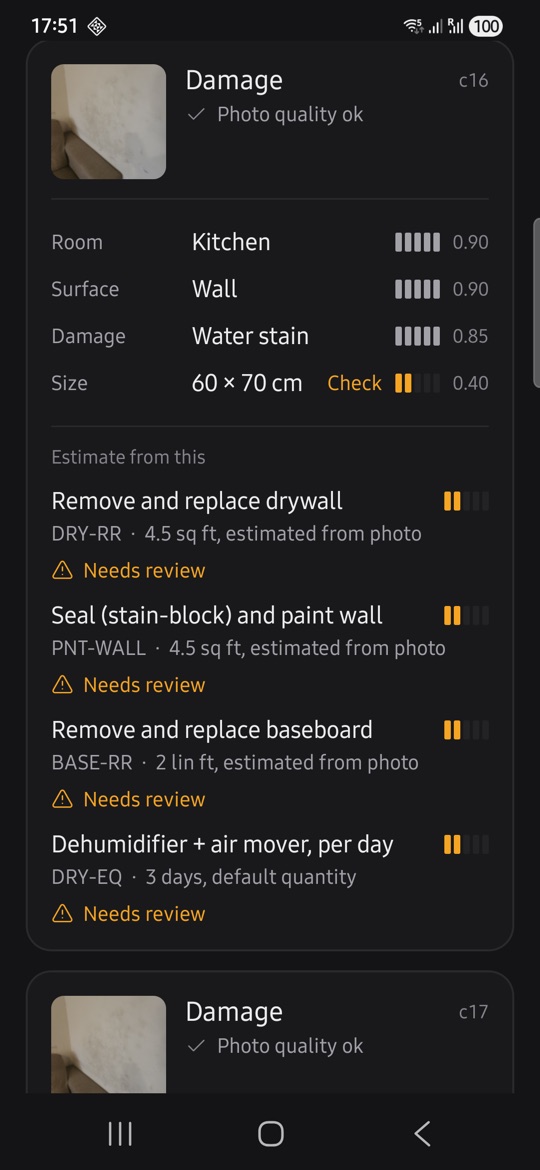 17:51
R 100
Damage c16
Photo quality ok
Room Kitchen 0.90
Surface Wall 0.90
Damage Water stain 0.85
Size 60 × 70 cm Check 0.40
Estimate from this
Remove and replace drywall
DRY-RR · 4.5 sq ft, estimated from photo
Needs review
Seal (stain-block) and paint wall
PNT-WALL · 4.5 sq ft, estimated from photo
Needs review
Remove and replace baseboard
BASE-RR · 2 lin ft, estimated from photo
Needs review
Dehumidifier + air mover, per day
DRY-EQ · 3 days, default quantity
Needs review
Damage c17
Photo quality ok